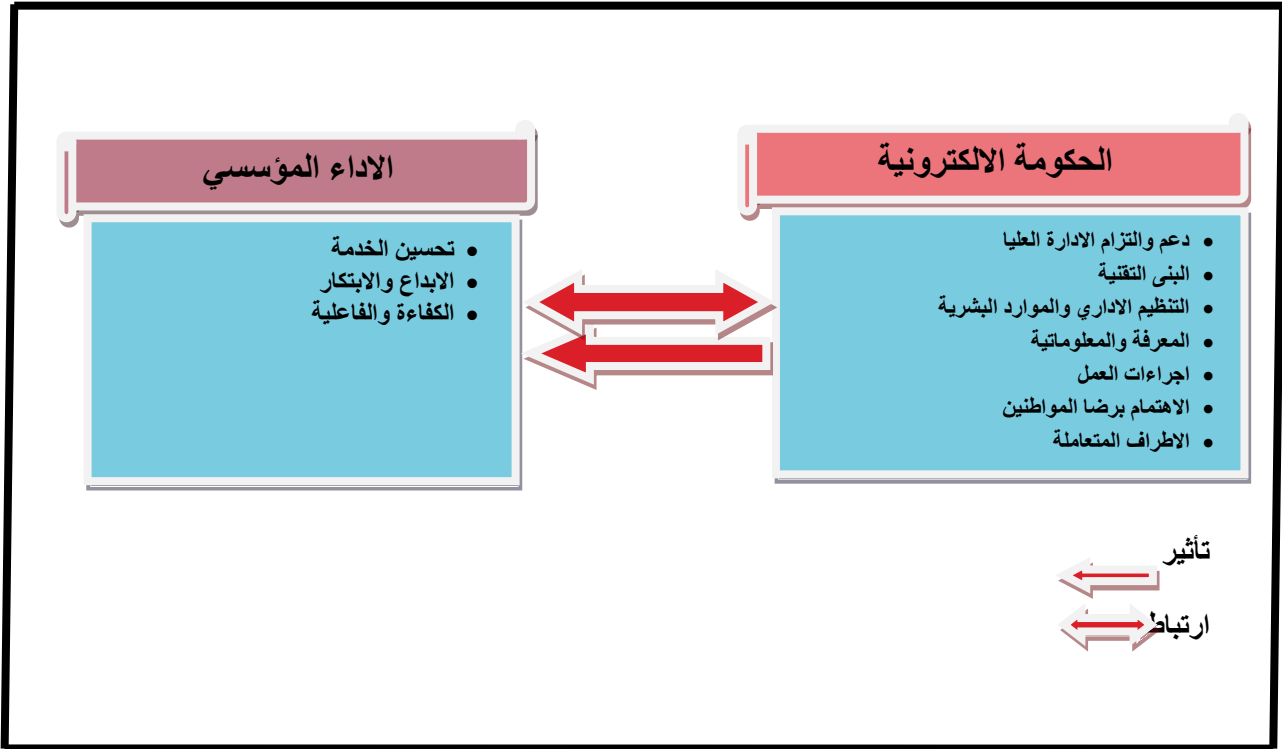 الحكومة الالكترونية
• دعم والتزام الادارة العليا
• البنى التقنية
• التنظيم الاداري والموارد البشرية
• المعرفة والمعلوماتية
• اجراءات العمل
• الاهتمام برضا المواطنين
• الاطراف المتعاملة
الاداء المؤسسي
• تحسين الخدمة
• الابداع والابتكار
• الكفاءة والفاعلية
تأثير
ارتباط